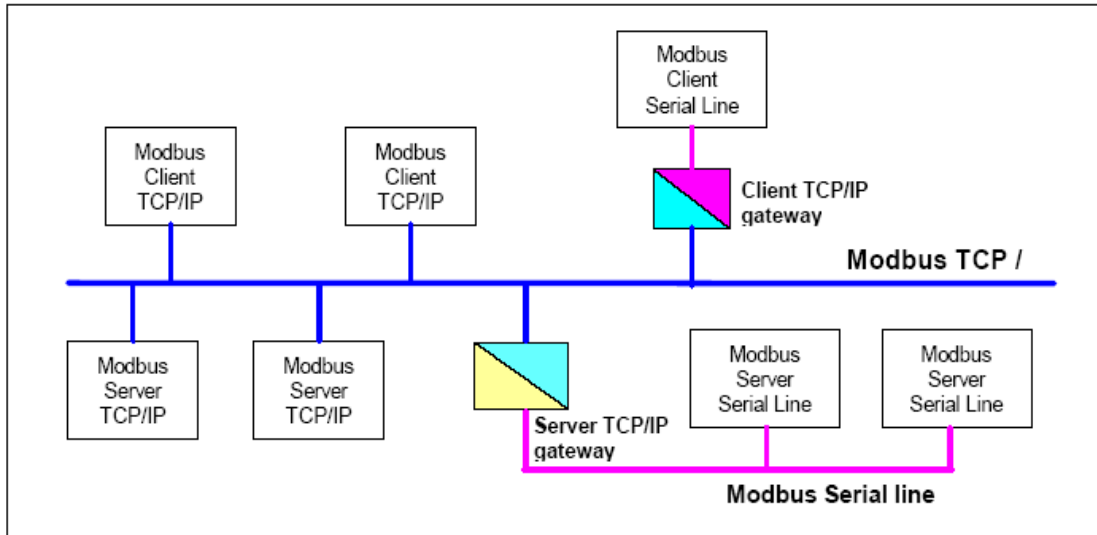 Modbus
Client
Serial Line
Modbus
Client
TCP/IP
Modbus
Client
TCP/IP
Client TCP/IP
gateway
Modbus TCP /
Modbus
Server
TCP/IP
Modbus
Server
TCP/IP
Server TCP/IP
gateway
Modbus
Server
Serial Line
Modbus
Server
Serial Line
Modbus Serial line